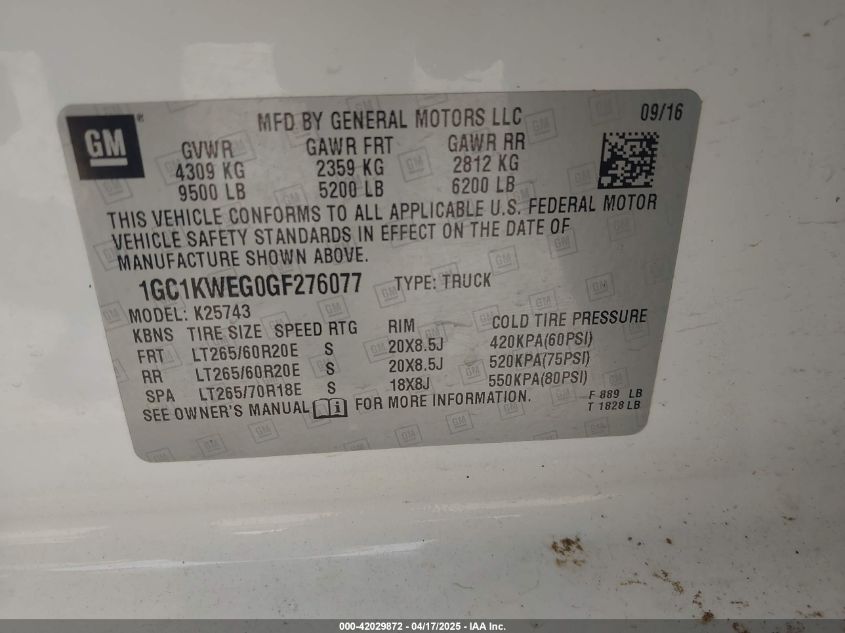 GM
MFD BY GENERAL MOTORS LLC 09/16
GVWR GAWR FRT GAWR RR
4309 KG 2359 KG 2812 KG
9500 LB 5200 LB 6200 LB
THIS VEHICLE CONFORMS TO ALL APPLICABLE U.S. FEDERAL MOTOR
VEHICLE SAFETY STANDARDS IN EFFECT ON THE DATE OF
MANUFACTURE SHOWN ABOVE.
1GC1KWEG0GF276077 TYPE: TRUCK
MODEL: K25743
KBNS TIRE SIZE SPEED RTG RIM COLD TIRE PRESSURE
FRT LT265/60R20E S 20X8.5J 420KPA(60PSI)
RR LT265/60R20E S 20X8.5J 520KPA(75PSI)
SPA LT265/70R18E S 18X8J 550KPA(80PSI)
SEE OWNER'S MANUAL FOR MORE INFORMATION. F 889 LB
T 1828 LB
000-42029872 - 04/17/2025 - IAA Inc.